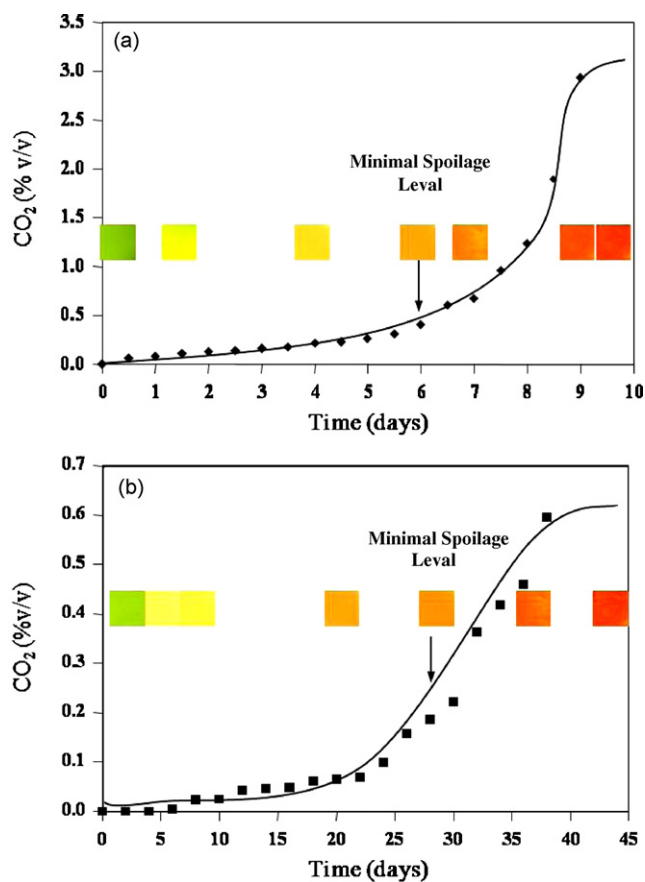 (a)
3.5
3.0
2.5
2.0
1.5
1.0
0.5
0.0
CO₂ (% v/v)
Minimal Spoilage
Leval
0 1 2 3 4 5 6 7 8 9 10
Time (days)
(b)
0.7
0.6
0.5
0.4
0.3
0.2
0.1
0.0
CO₂ (%v/v)
Minimal Spoilage
Leval
0 5 10 15 20 25 30 35 40 45
Time (days)